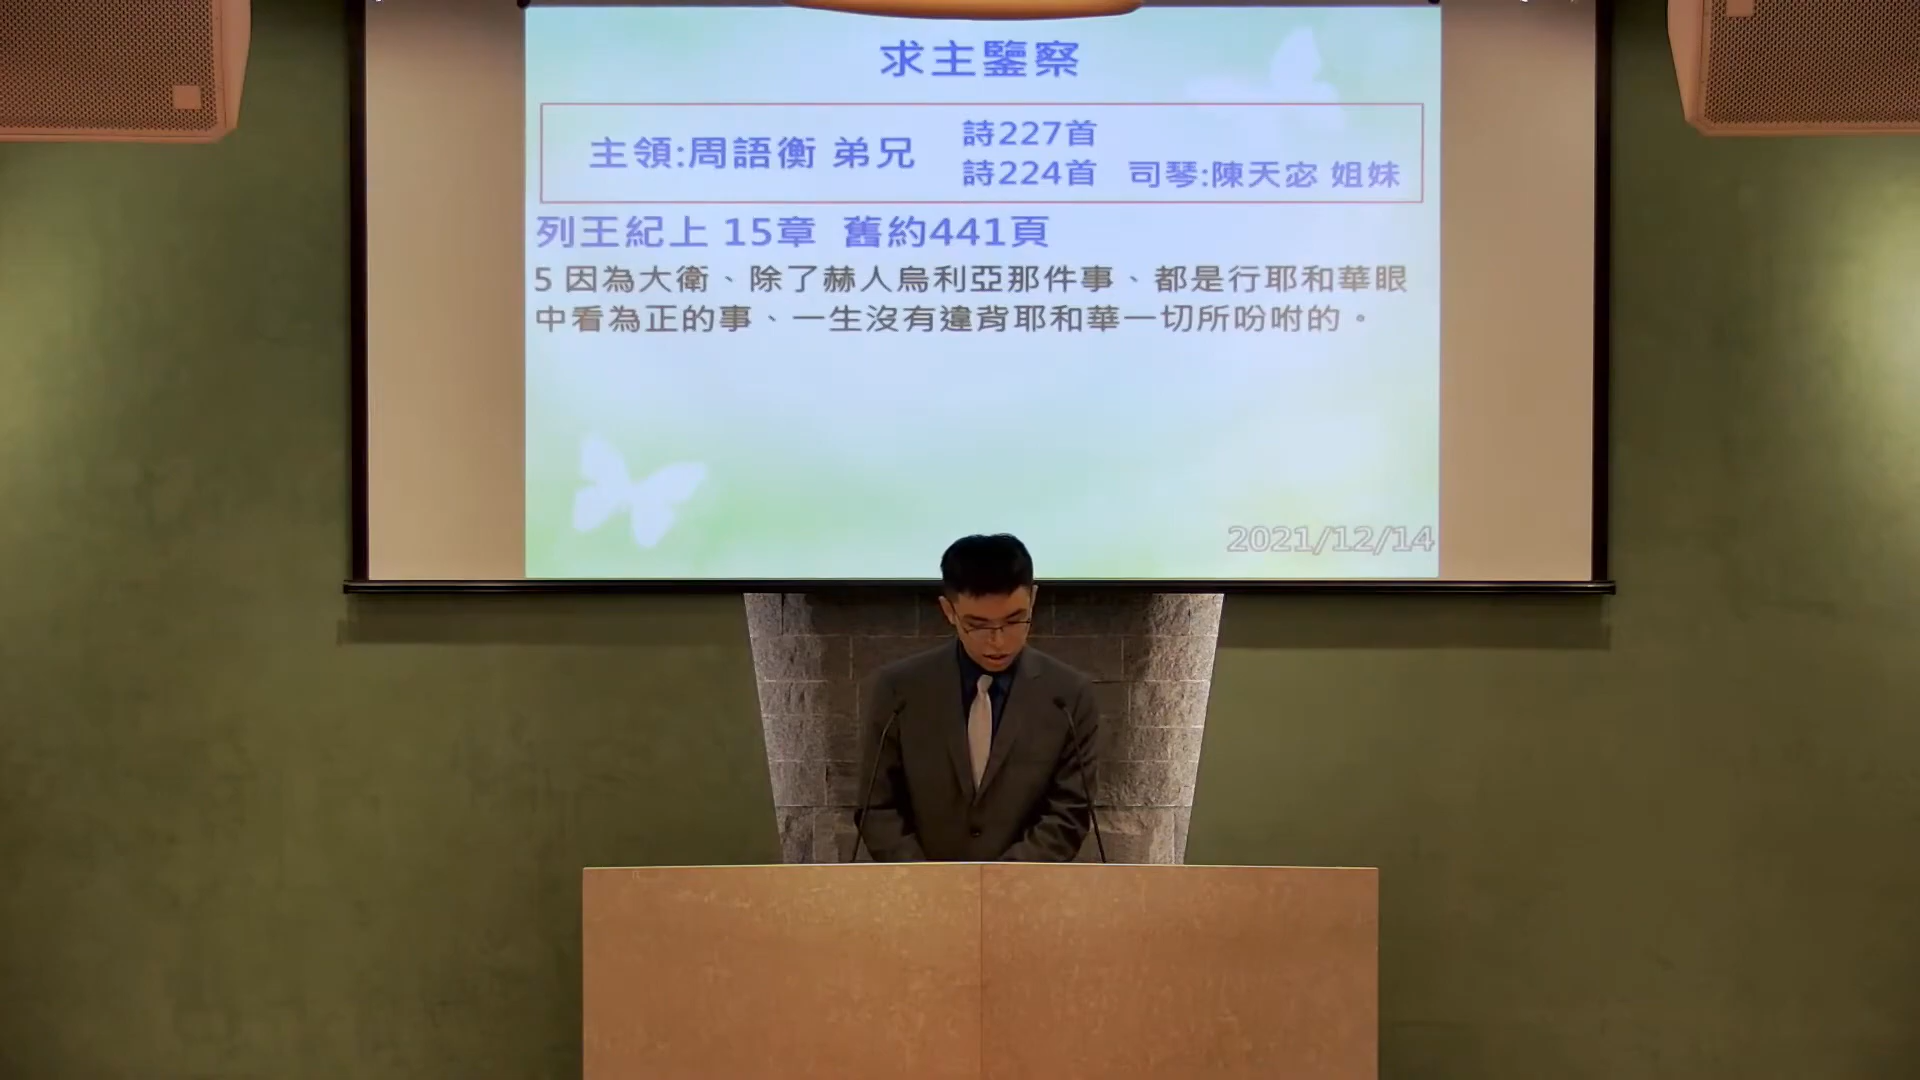 求主鑒察
主領:周語衡 弟兄
詩227首
詩224首 司琴:陳天宓 姐妹
列王紀上 15章 舊約441頁
5 因為大衛、除了赫人烏利亞那件事、都是行耶和華眼
中看為正的事、一生沒有違背耶和華一切所吩咐的。
2021/12/14